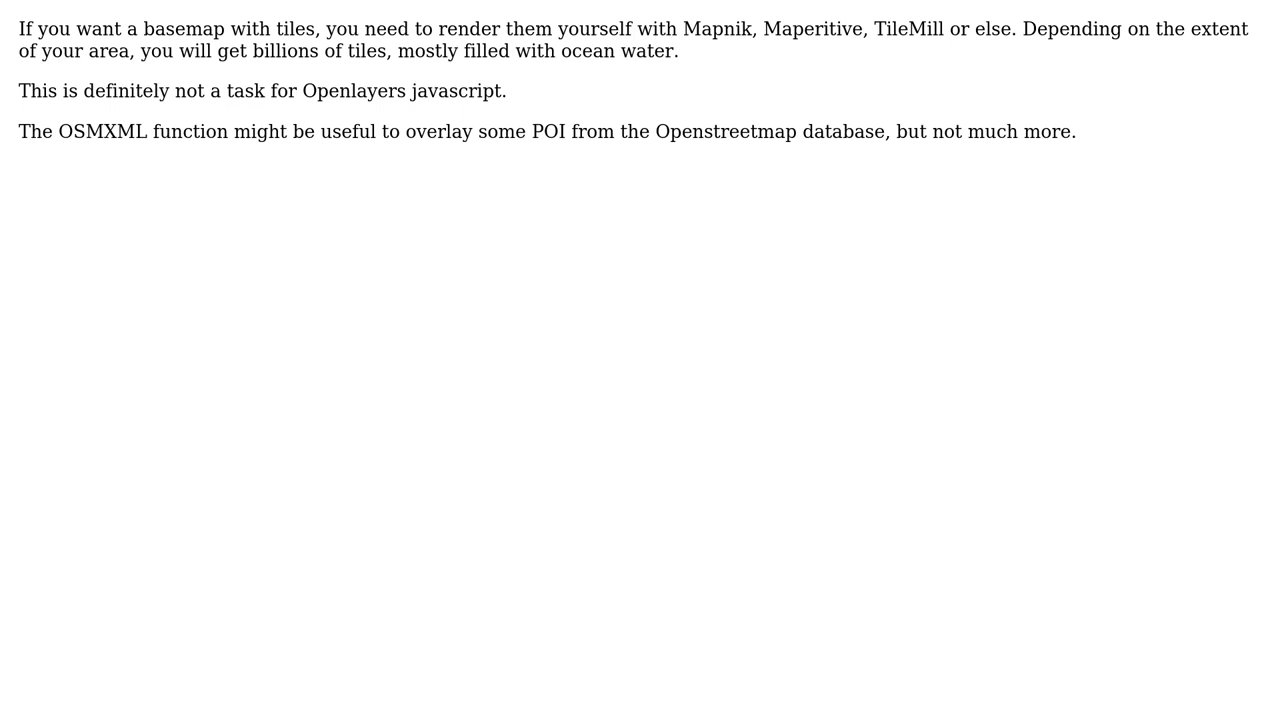 If you want a basemap with tiles, you need to render them yourself with Mapnik, Maperitive, TileMill or else. Depending on the extent
of your area, you will get billions of tiles, mostly filled with ocean water.
This is definitely not a task for Openlayers javascript.
The OSMXML function might be useful to overlay some POI from the Openstreetmap database, but not much more.